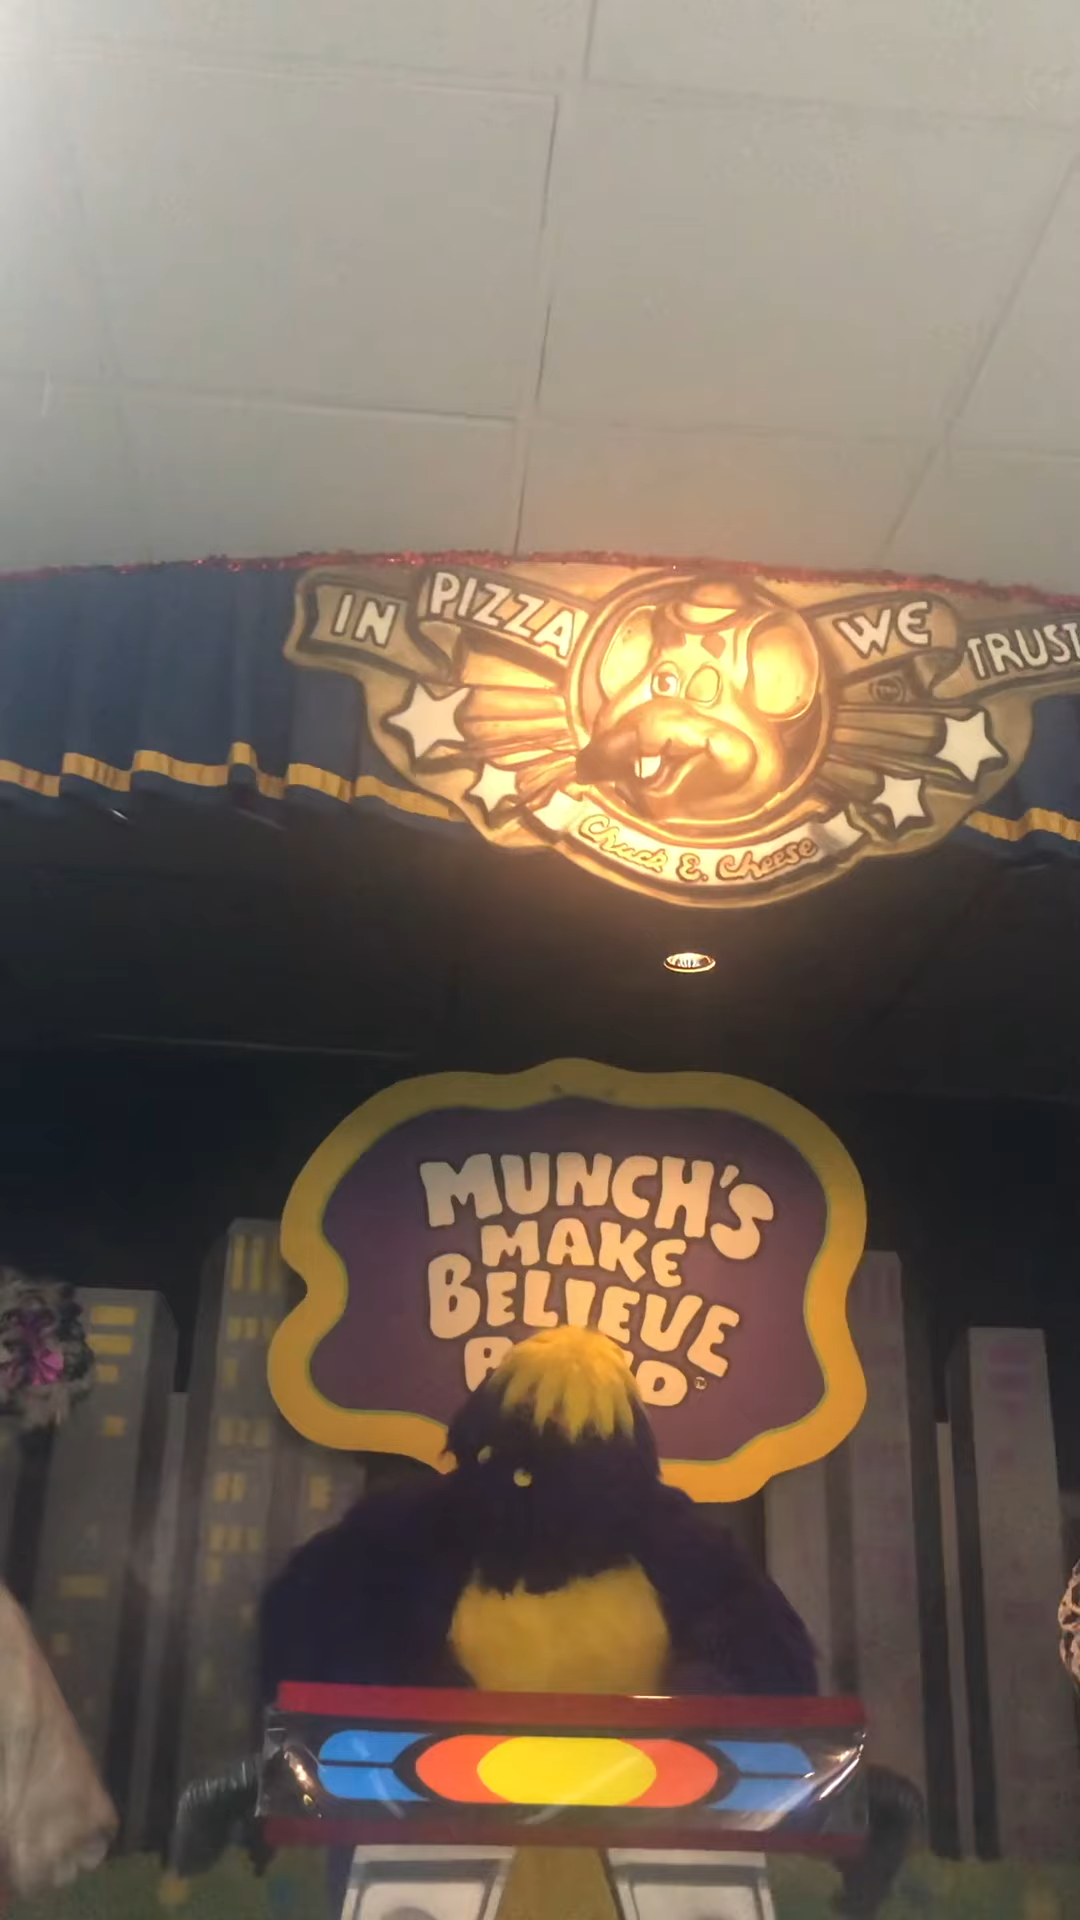 IN PIZZA WE TRUST
Chuck E. Cheese
MUNCH'S
MAKE
BELIEVE